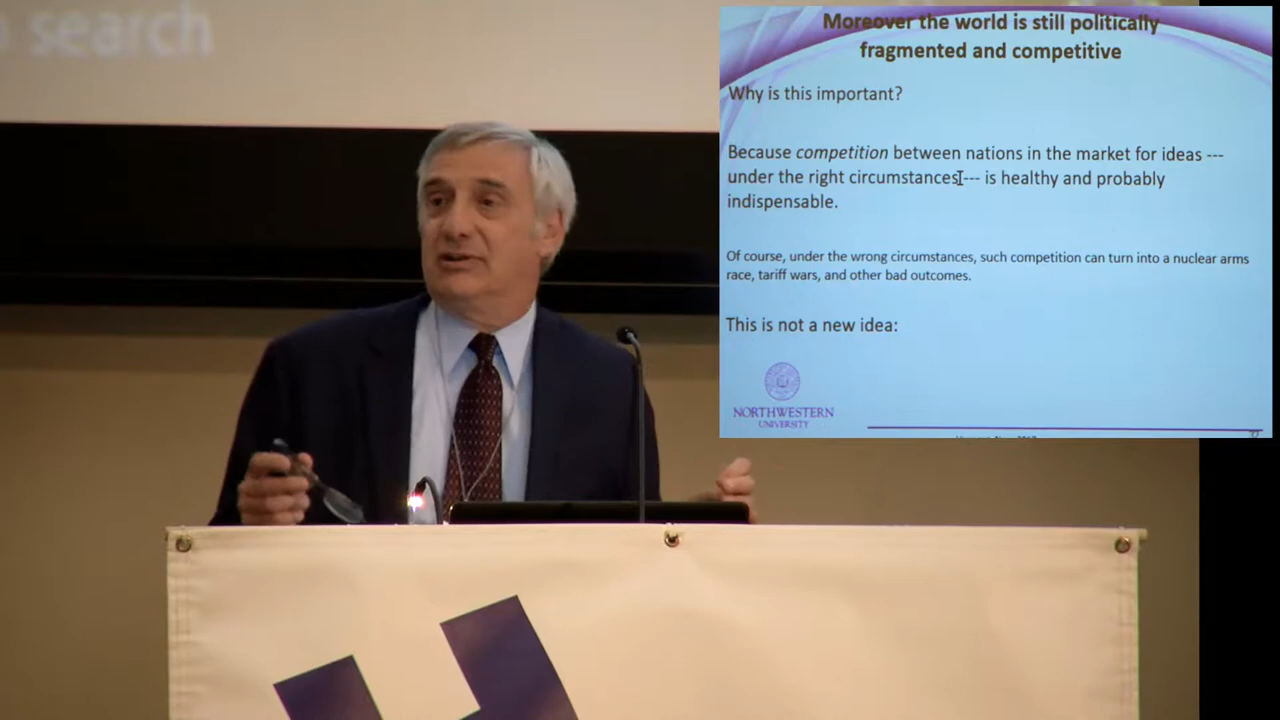 search
Moreover the world is still politically
fragmented and competitive
Why is this important?
Because competition between nations in the market for ideas ---
under the right circumstances--- is healthy and probably
indispensable.
Of course, under the wrong circumstances, such competition can turn into a nuclear arms
race, tariff wars, and other bad outcomes.
This is not a new idea:
NORTHWESTERN
UNIVERSITY